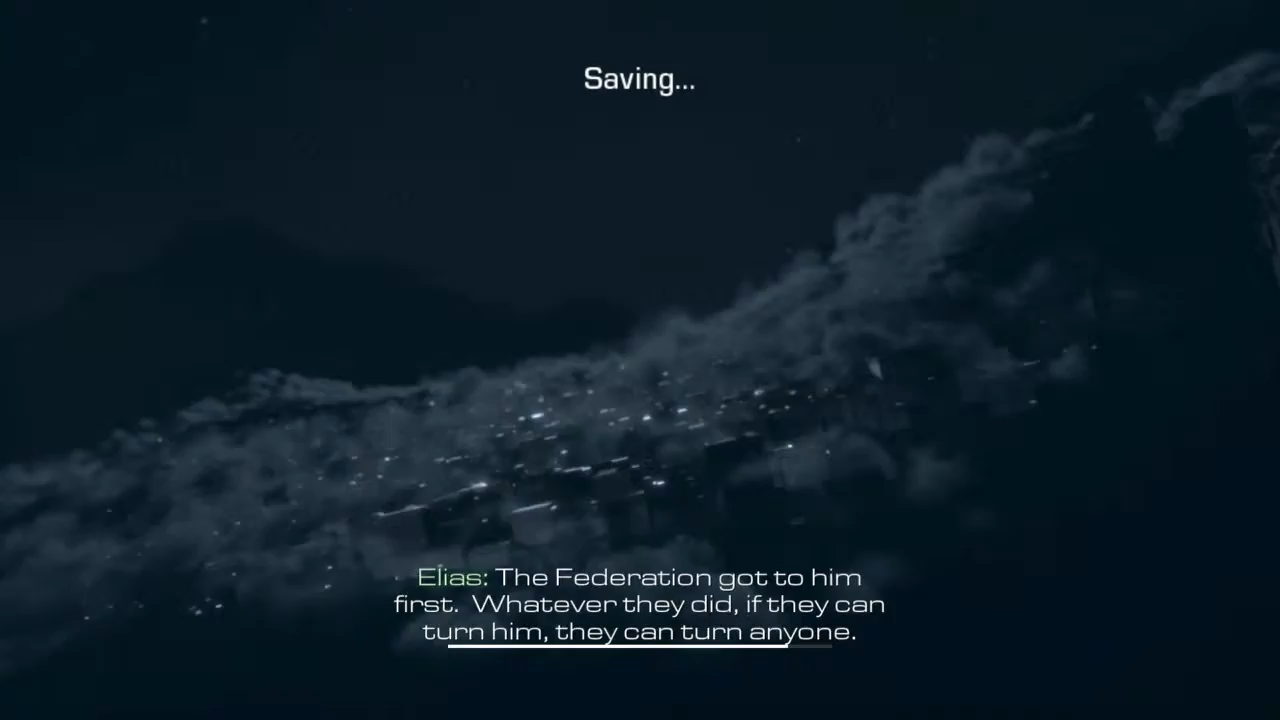 Saving...
Elias: The Federation got to him
first.  Whatever they did, if they can
turn him, they can turn anyone.